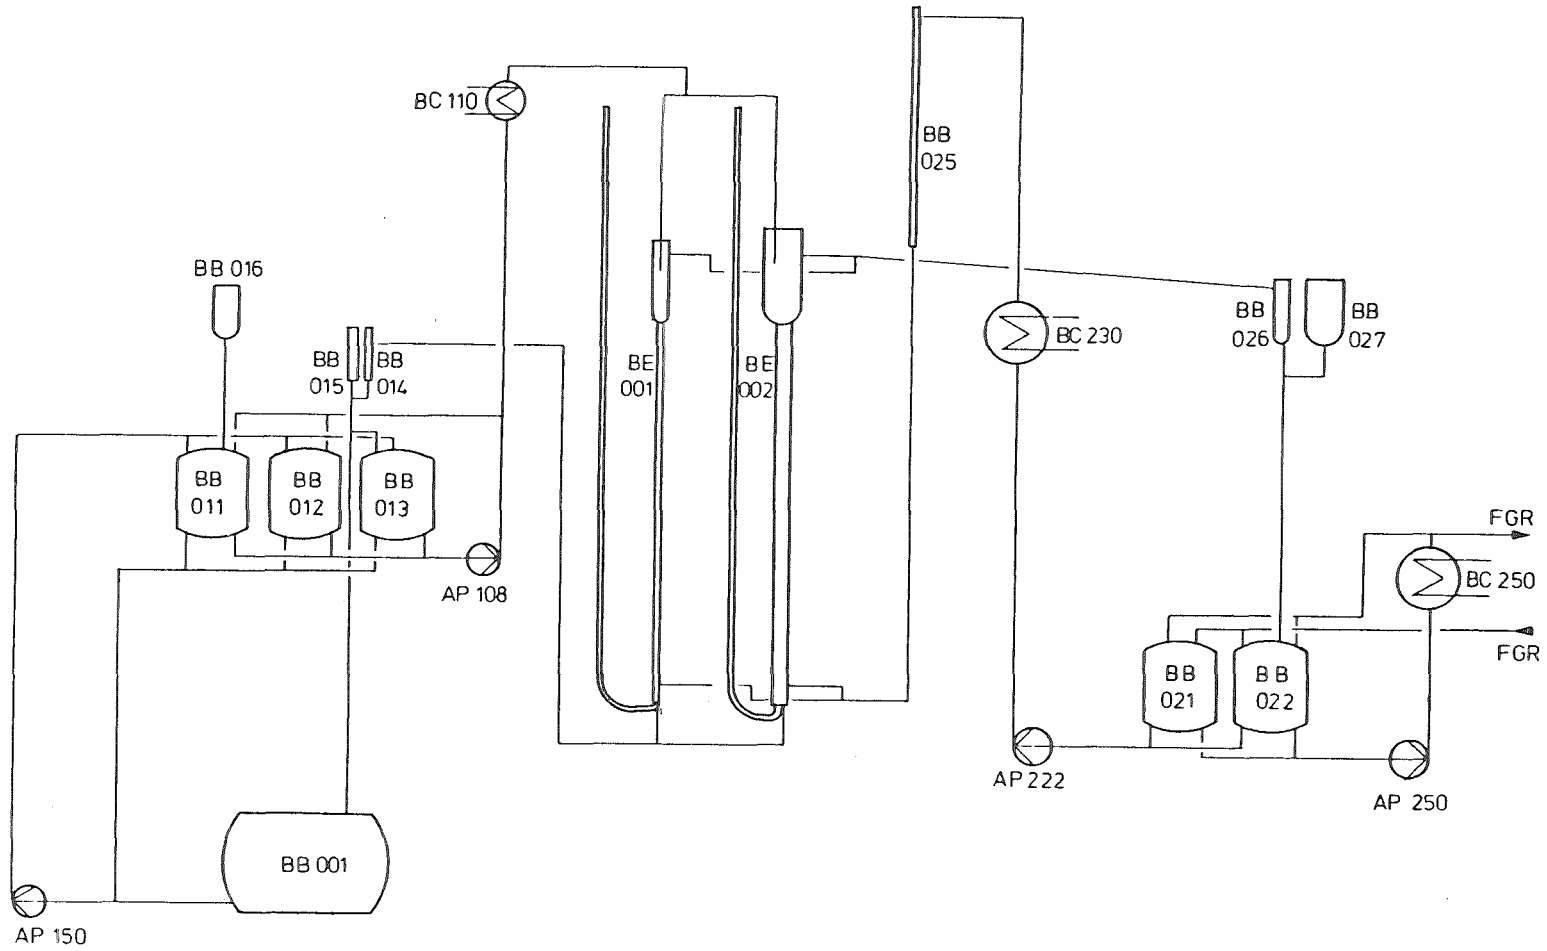 BC 110
BB
025
BB 016
BB
015
BB
014
BE
001
BE
002
BC 230
BB
026
BB
027
BB
011
BB
012
BB
013
AP 108
FGR
BC 250
FGR
BB
021
BB
022
AP 222
AP 250
BB 001
AP 150